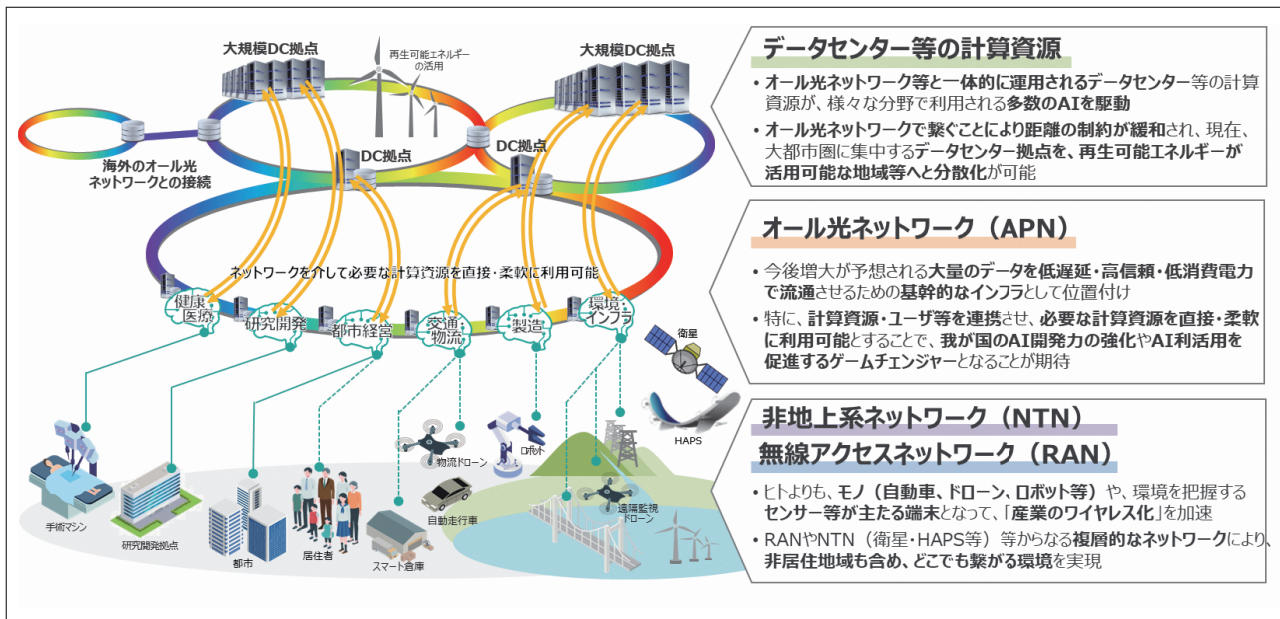 大規模DC拠点
再生可能エネルギー
の活用
大規模DC拠点
海外のオール光
ネットワークとの接続
DC拠点
DC拠点
ネットワークを介して必要な計算資源を直接・柔軟に利用可能
健康・
医療
研究開発
都市経営
交通・
物流
製造
環境・
インフラ
衛星
HAPS
手術マシン
研究開発拠点
都市
居住者
物流ドローン
自動走行車
スマート倉庫
ロボット
遠隔監視
ドローン
データセンター等の計算資源
・オール光ネットワーク等と一体的に運用されるデータセンター等の計算
資源が、様々な分野で利用される多数のAIを駆動
・オール光ネットワークで繋ぐことにより距離の制約が緩和され、現在、
大都市圏に集中するデータセンター拠点を、再生可能エネルギーが
活用可能な地域等へと分散化が可能
オール光ネットワーク（APN）
・今後増大が予想される大量のデータを低遅延・高信頼・低消費電力
で流通させるための基幹的なインフラとして位置付け
・特に、計算資源・ユーザ等を連携させ、必要な計算資源を直接・柔軟
に利用可能とすることで、我が国のAI開発力の強化やAI利活用を
促進するゲームチェンジャーとなることが期待
非地上系ネットワーク（NTN）
無線アクセスネットワーク（RAN）
・ヒトよりも、モノ（自動車、ドローン、ロボット等）や、環境を把握する
センサー等が主たる端末となって、「産業のワイヤレス化」を加速
・RANやNTN（衛星・HAPS等）等からなる複層的なネットワークにより、
非居住地域も含め、どこでも繋がる環境を実現